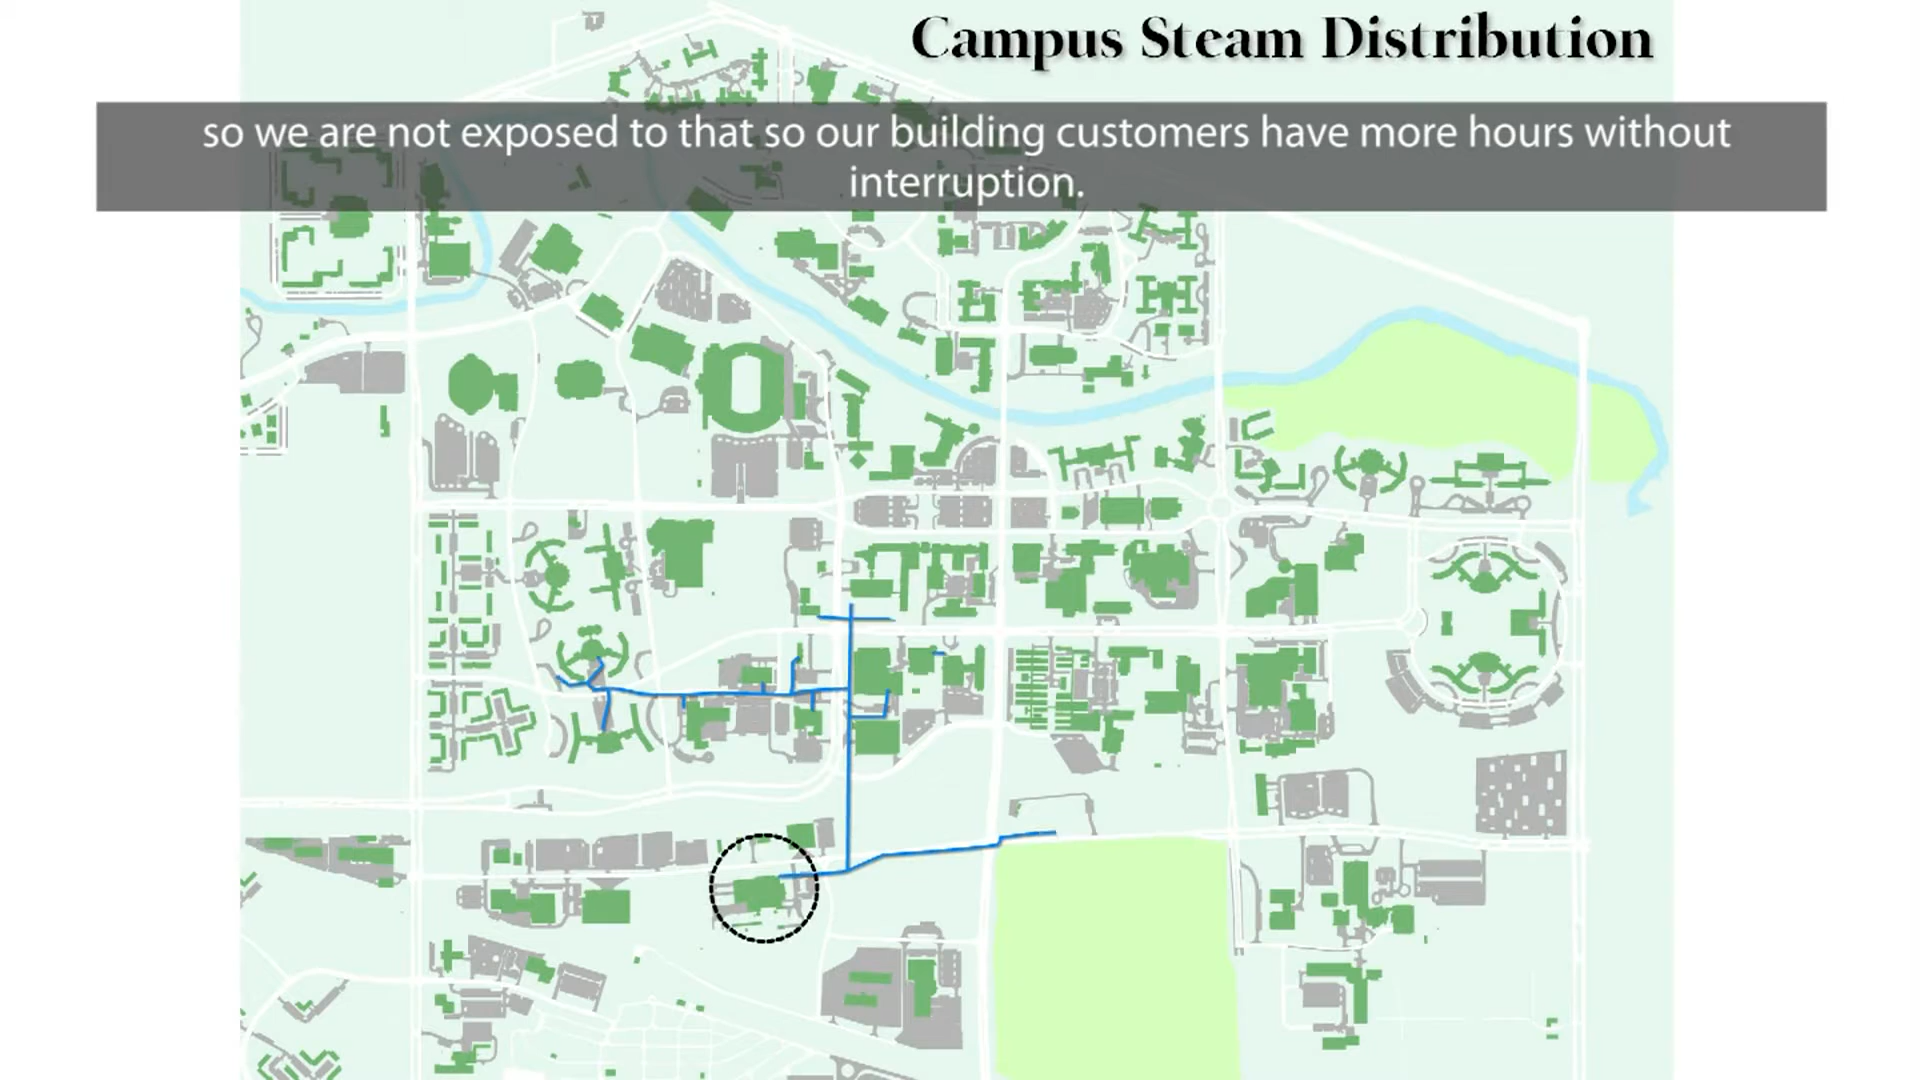 Campus Steam Distribution
so we are not exposed to that so our building customers have more hours without
interruption.